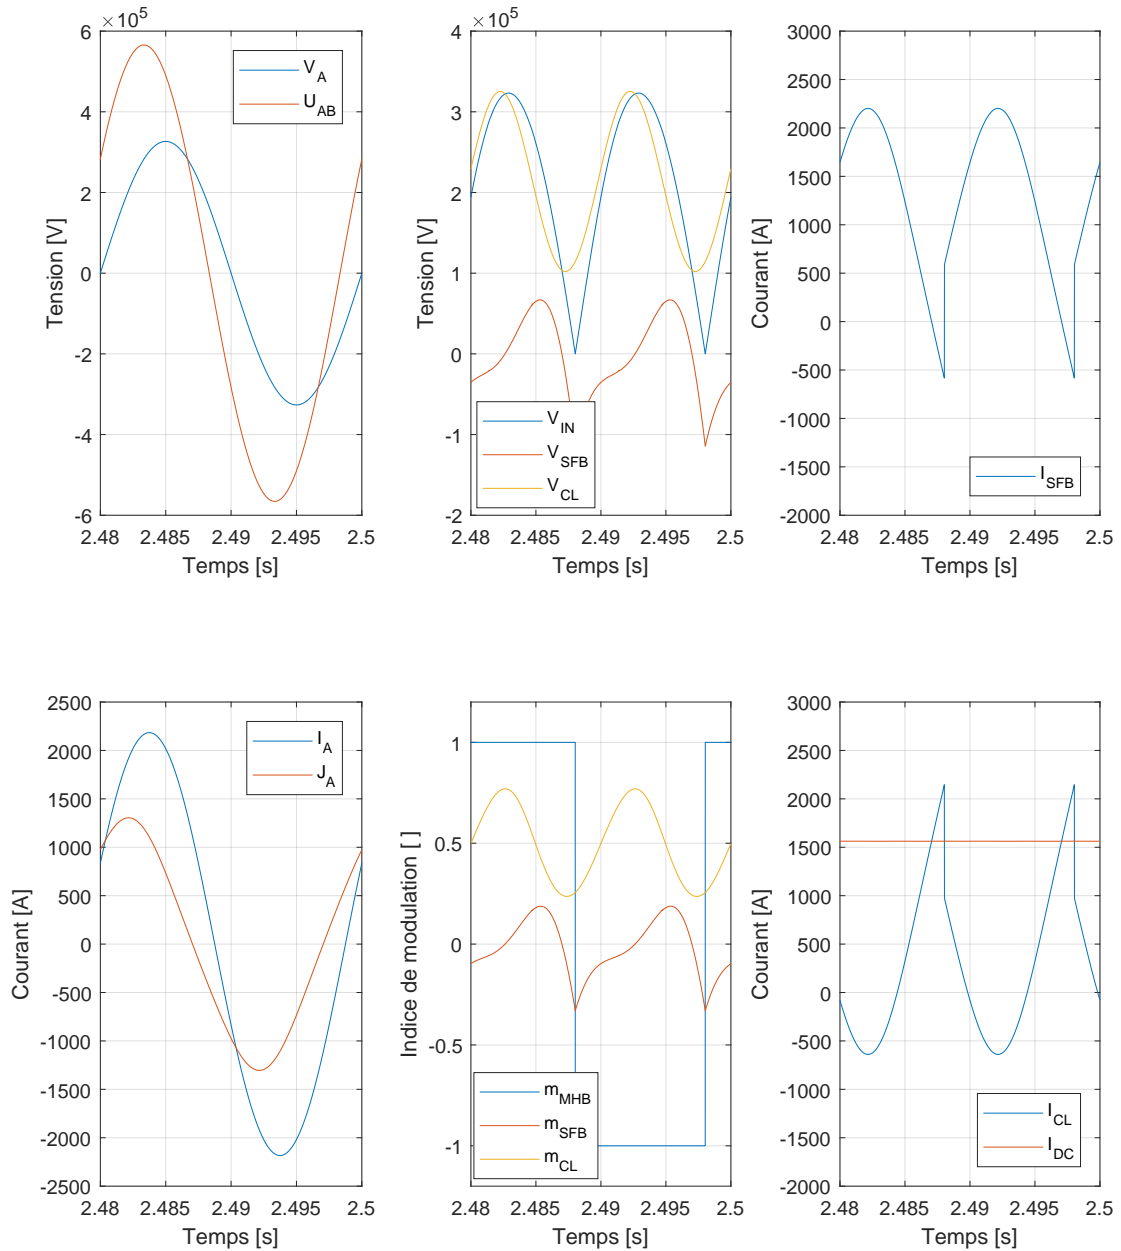 ×10⁵
6
4
2
0
-2
-4
-6
Tension [V]
V_A
U_AB
2.48 2.485 2.49 2.495 2.5
Temps [s]
×10⁵
4
3
2
1
0
-1
-2
Tension [V]
V_IN
V_SFB
V_CL
2.48 2.485 2.49 2.495 2.5
Temps [s]
3000
2500
2000
1500
1000
500
0
-500
-1000
-1500
-2000
Courant [A]
I_SFB
2.48 2.485 2.49 2.495 2.5
Temps [s]
2500
2000
1500
1000
500
0
-500
-1000
-1500
-2000
-2500
Courant [A]
I_A
J_A
2.48 2.485 2.49 2.495 2.5
Temps [s]
1
0.5
0
-0.5
-1
Indice de modulation [ ]
m_MHB
m_SFB
m_CL
2.48 2.485 2.49 2.495 2.5
Temps [s]
3000
2500
2000
1500
1000
500
0
-500
-1000
-1500
-2000
Courant [A]
I_CL
I_DC
2.48 2.485 2.49 2.495 2.5
Temps [s]